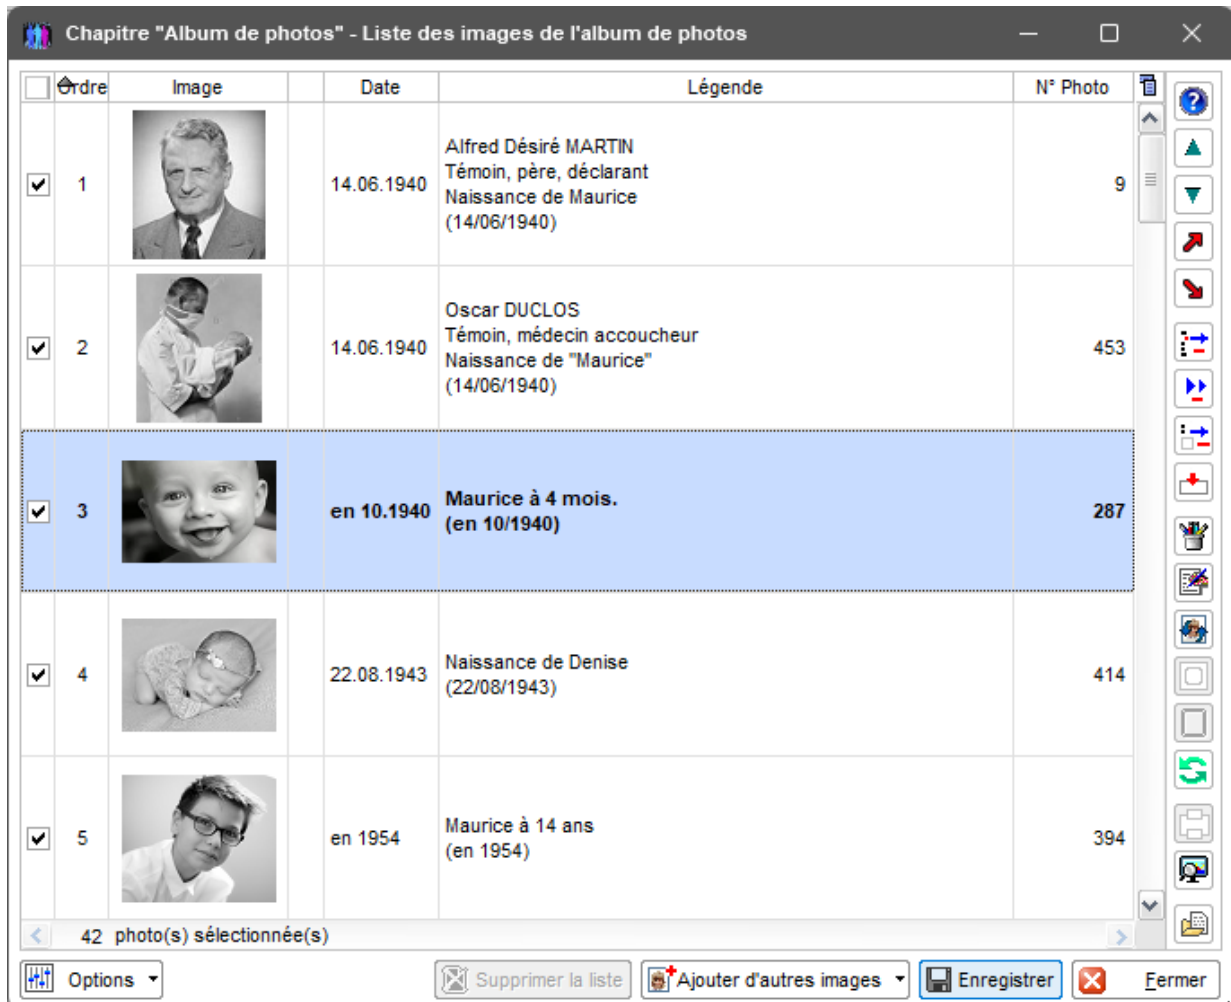 Chapitre "Album de photos" - Liste des images de l'album de photos
Ordre Image Date Légende N° Photo
1 14.06.1940 Alfred Désiré MARTIN
Témoin, père, déclarant
Naissance de Maurice
(14/06/1940)
9
2 14.06.1940 Oscar DUCLOS
Témoin, médecin accoucheur
Naissance de "Maurice"
(14/06/1940)
453
3 en 10.1940 Maurice à 4 mois.
(en 10/1940)
287
4 22.08.1943 Naissance de Denise
(22/08/1943)
414
5 en 1954 Maurice à 14 ans
(en 1954)
394
42 photo(s) sélectionnée(s)
Options Supprimer la liste Ajouter d'autres images Enregistrer Fermer